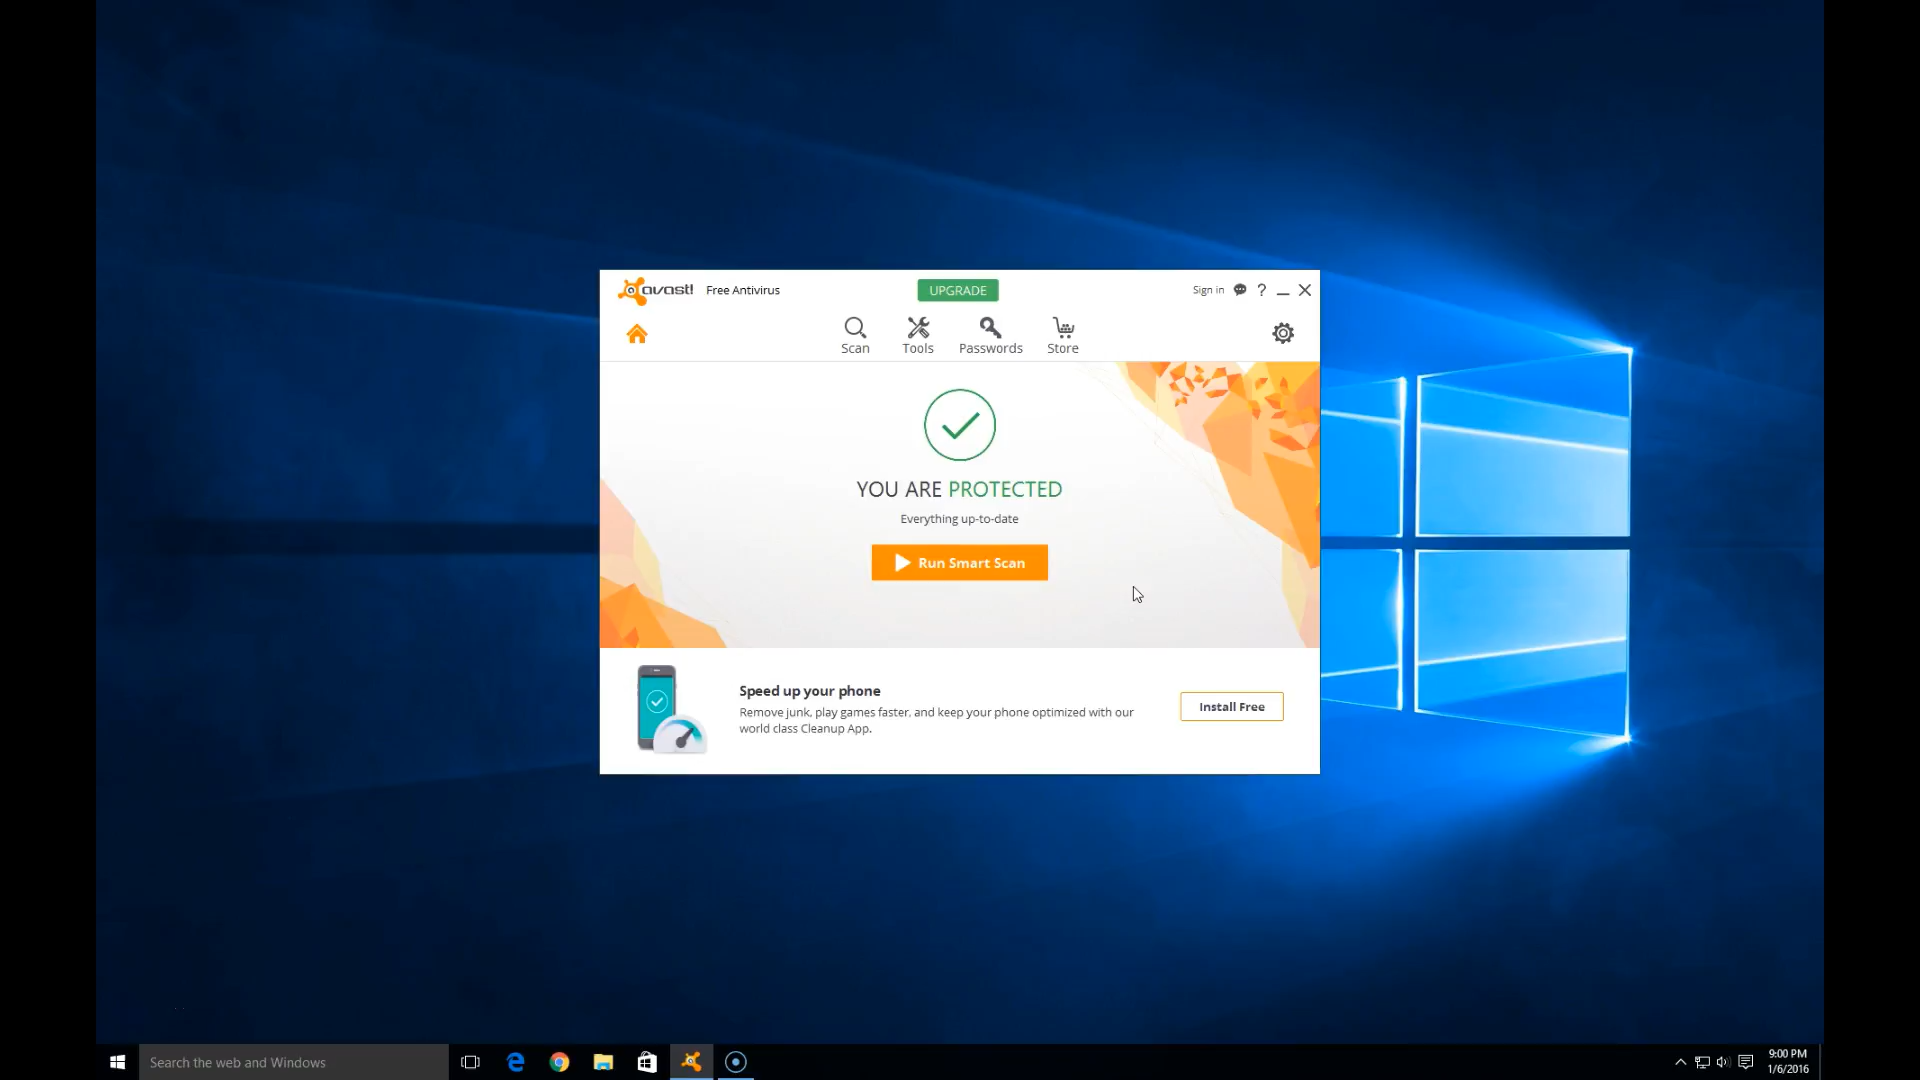 avast! Free Antivirus
UPGRADE
Sign in
?
Scan
Tools
Passwords
Store
YOU ARE PROTECTED
Everything up-to-date
Run Smart Scan
Speed up your phone
Remove junk, play games faster, and keep your phone optimized with our
world class Cleanup App.
Install Free
Search the web and Windows
9:00 PM
1/6/2016